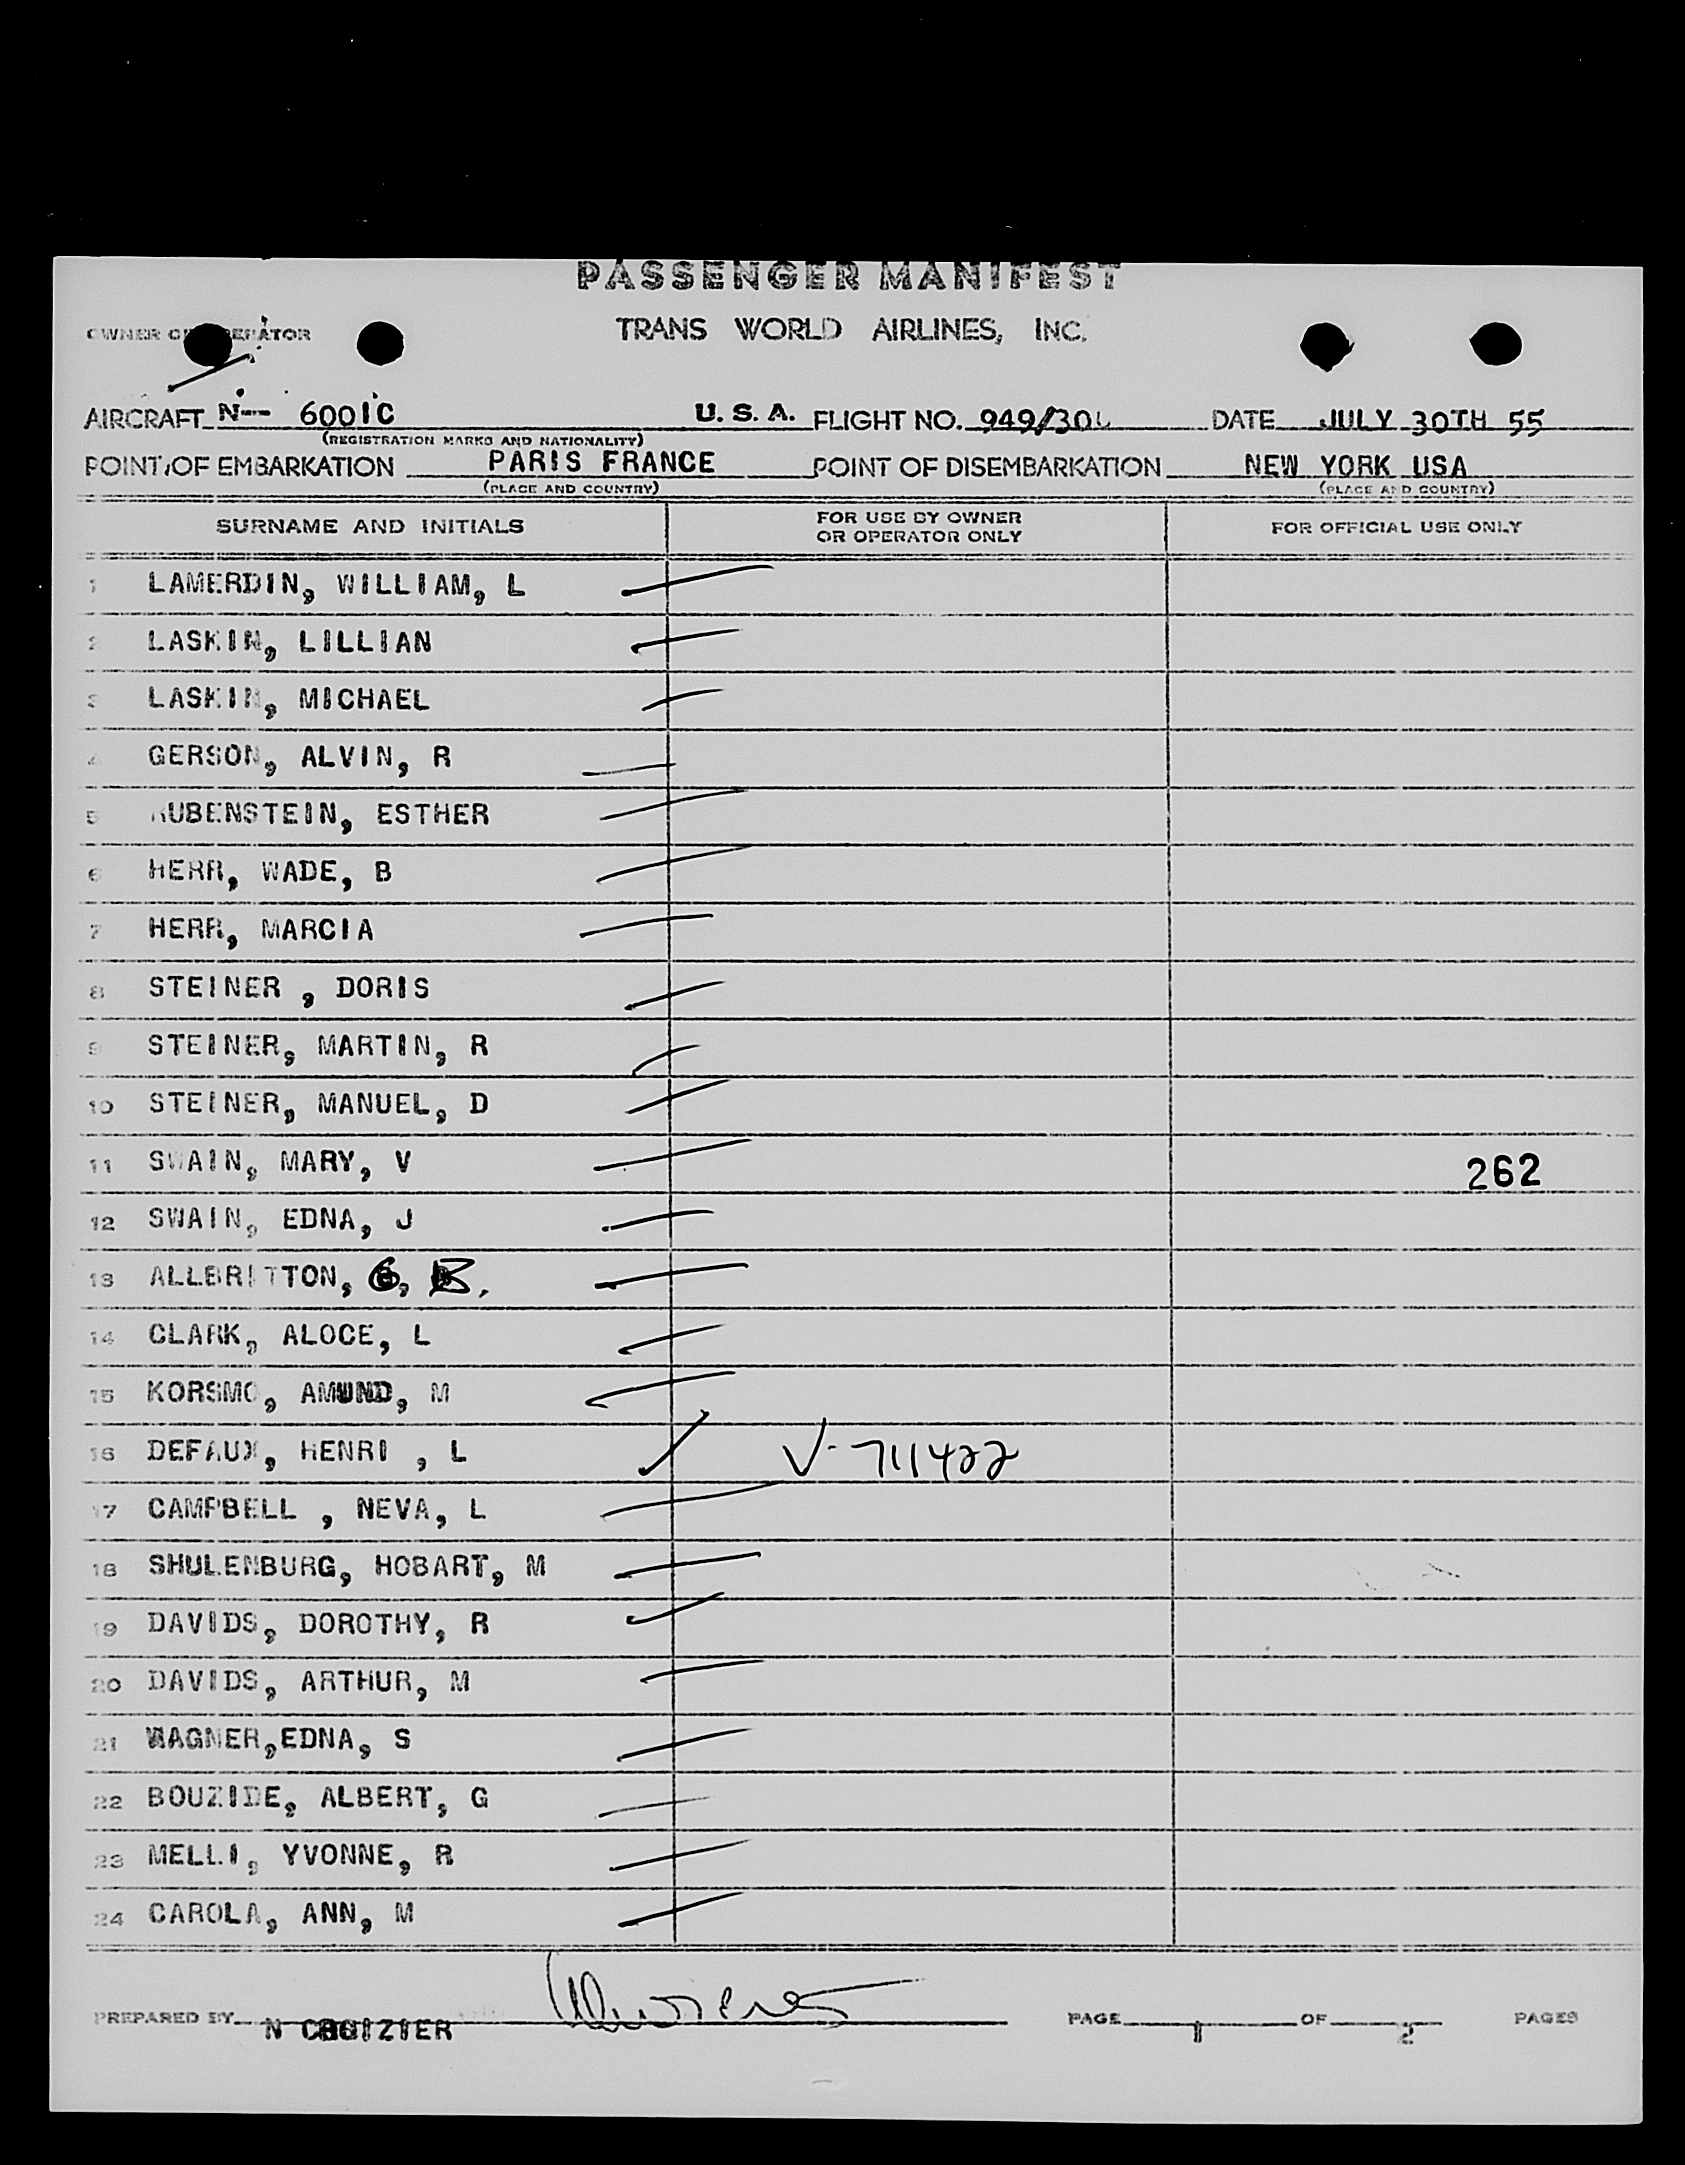 PASSENGER MANIFEST
OWNER OR OPERATOR TRANS WORLD AIRLINES, INC.
AIRCRAFT N-- 6001C U. S. A. FLIGHT NO. 949/30 DATE JULY 30TH 55
(REGISTRATION MARKS AND NATIONALITY)
POINT OF EMBARKATION PARIS FRANCE POINT OF DISEMBARKATION NEW YORK USA
(PLACE AND COUNTRY) (PLACE AND COUNTRY)
SURNAME AND INITIALS FOR USE BY OWNER OR OPERATOR ONLY FOR OFFICIAL USE ONLY
1 LAMERDIN, WILLIAM, L
2 LASKIN, LILLIAN
3 LASKIN, MICHAEL
4 GERSON, ALVIN, R
5 RUBENSTEIN, ESTHER
6 HERR, WADE, B
7 HERR, MARCIA
8 STEINER , DORIS
9 STEINER, MARTIN, R
10 STEINER, MANUEL, D
11 SWAIN, MARY, V 262
12 SWAIN, EDNA, J
13 ALLBRITTON, G,
14 CLARK, ALOCE, L
15 KORSMO, AMUND, M
16 DEFAUX, HENRI , L V-711422
17 CAMPBELL , NEVA, L
18 SHULENBURG, HOBART, M
19 DAVIDS, DOROTHY, R
20 DAVIDS, ARTHUR, M
21 WAGNER,EDNA, S
22 BOUZIDE, ALBERT, G
23 MELLI, YVONNE, R
24 CAROLA, ANN, M
PREPARED BY N PAGE 1 OF 2 PAGES